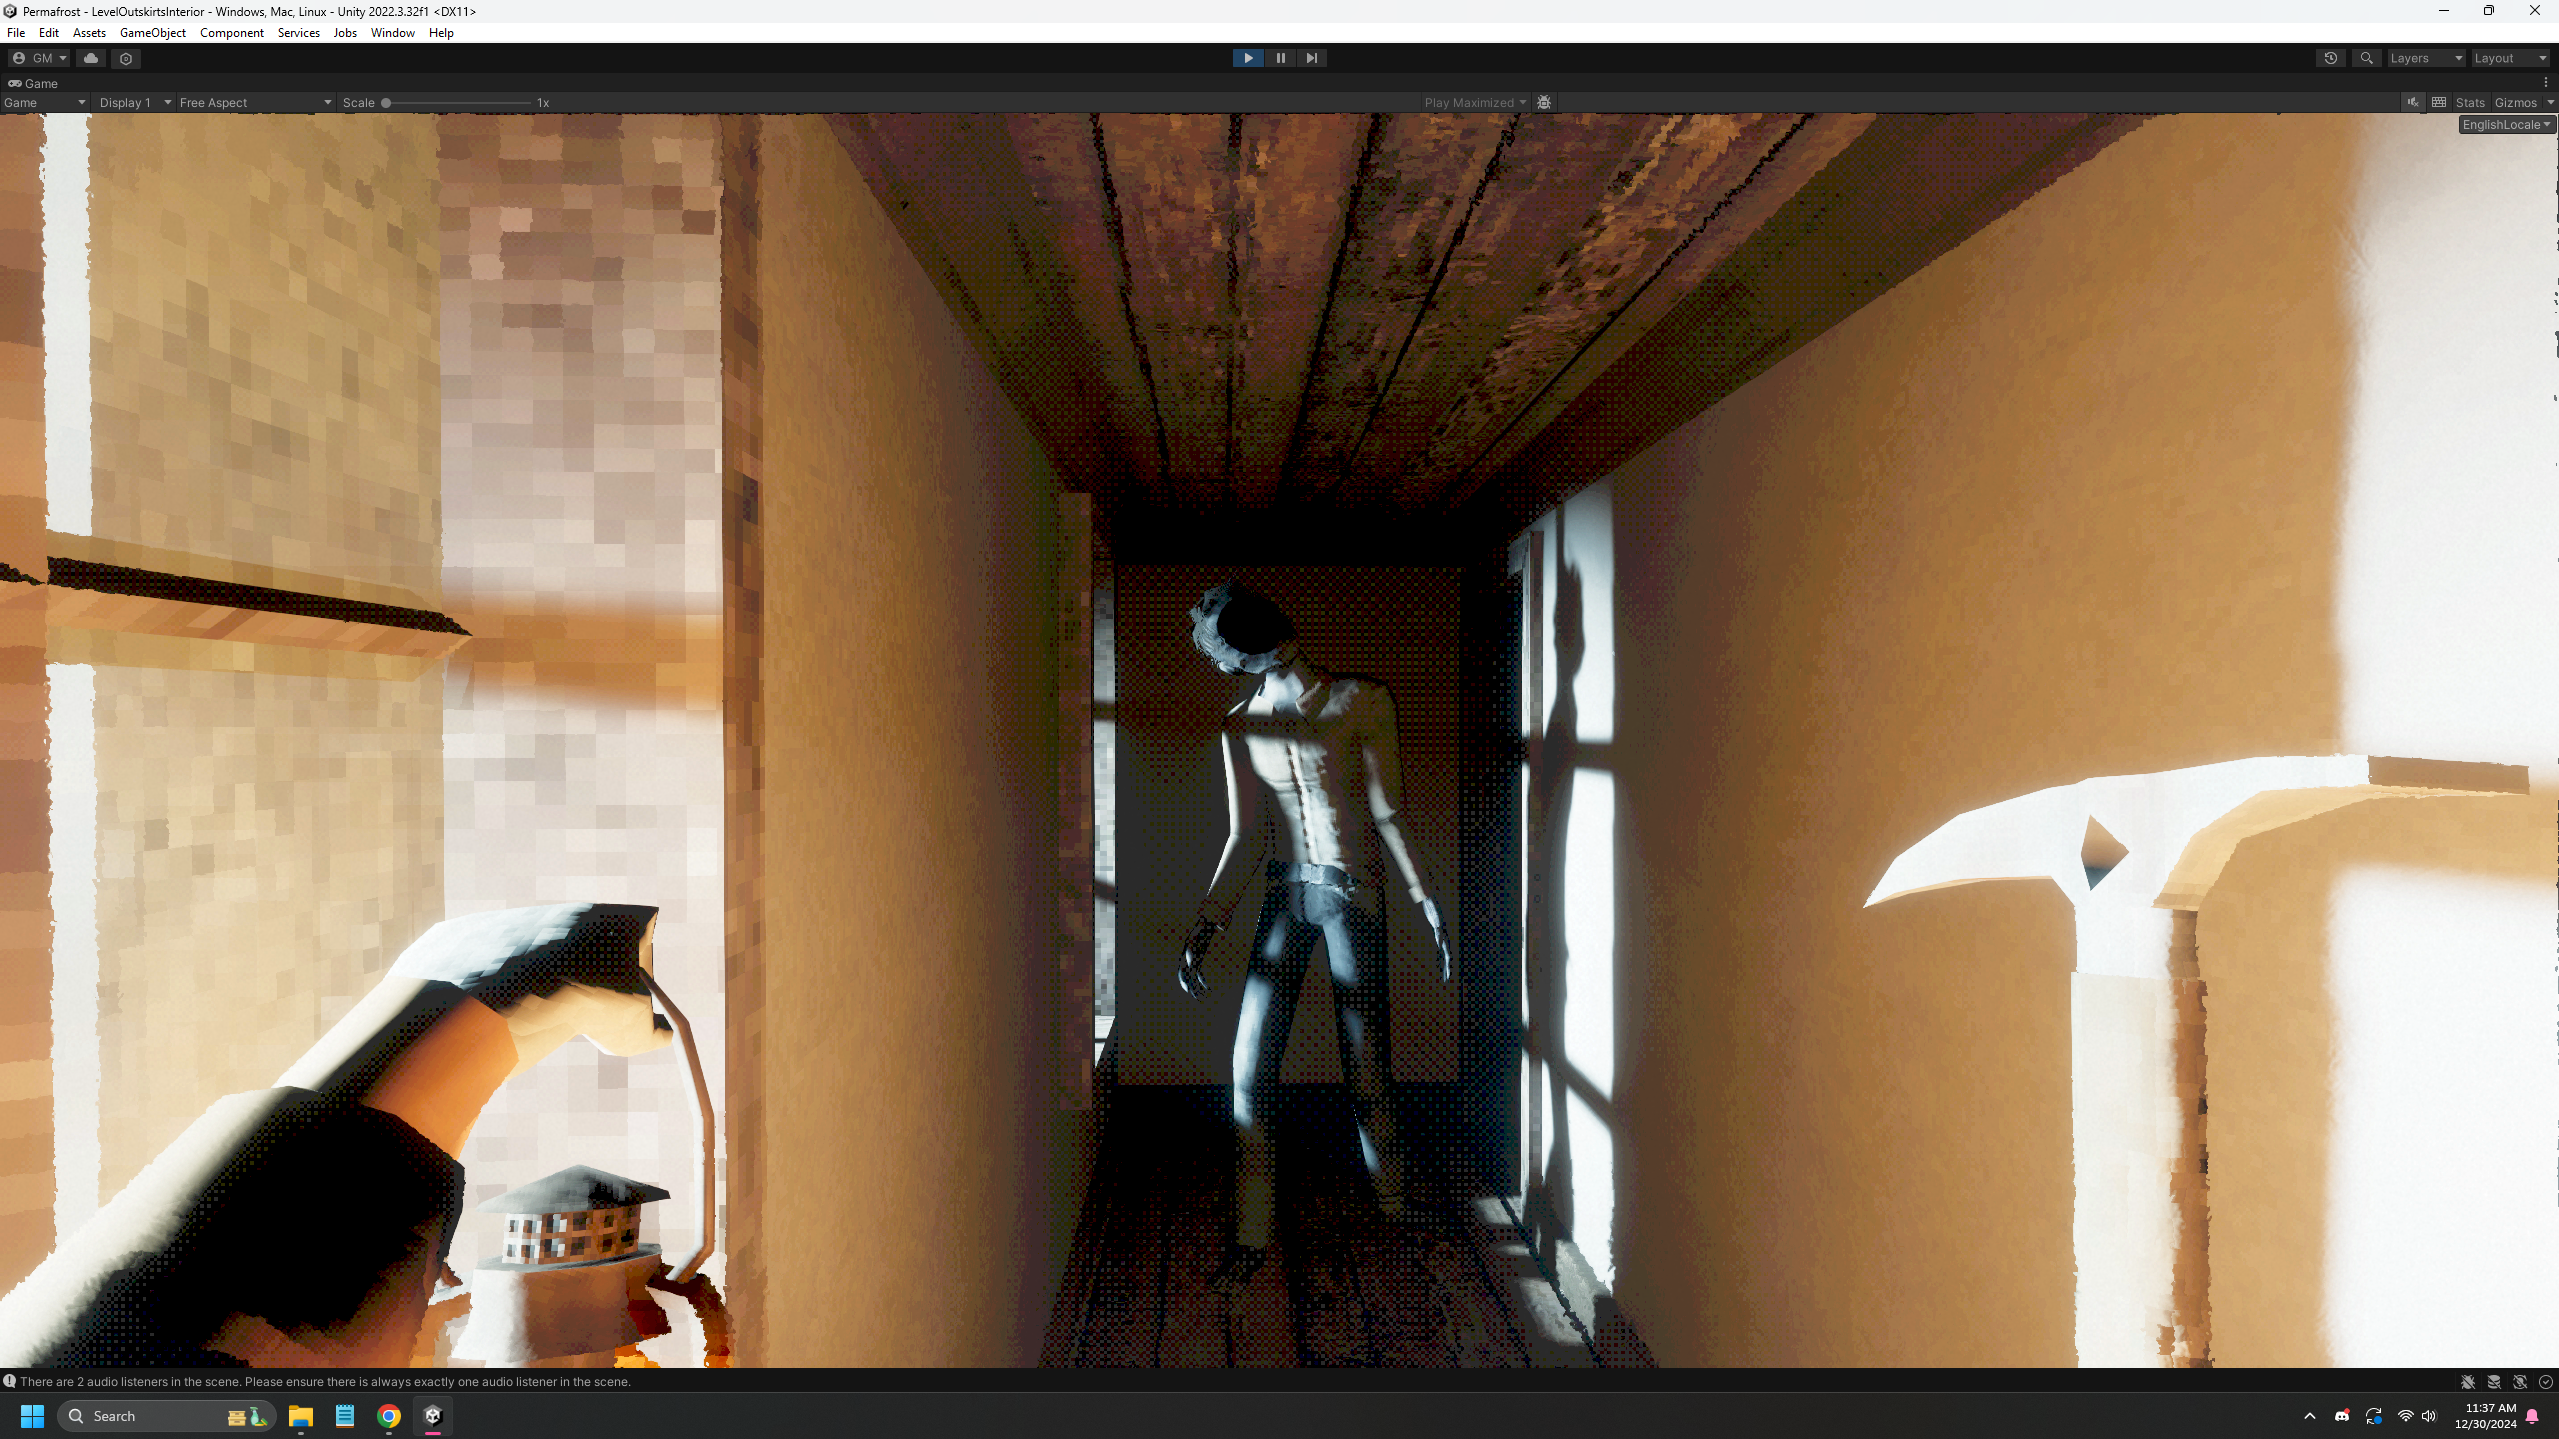 Permafrost - LevelOutskirtsInterior - Windows, Mac, Linux - Unity 2022.3.32f1 <DX11>
File Edit Assets GameObject Component Services Jobs Window Help
GM Layers Layout
Game
Game Display 1 Free Aspect Scale 1x Play Maximized Stats Gizmos
EnglishLocale
There are 2 audio listeners in the scene. Please ensure there is always exactly one audio listener in the scene.
Search 11:37 AM
12/30/2024